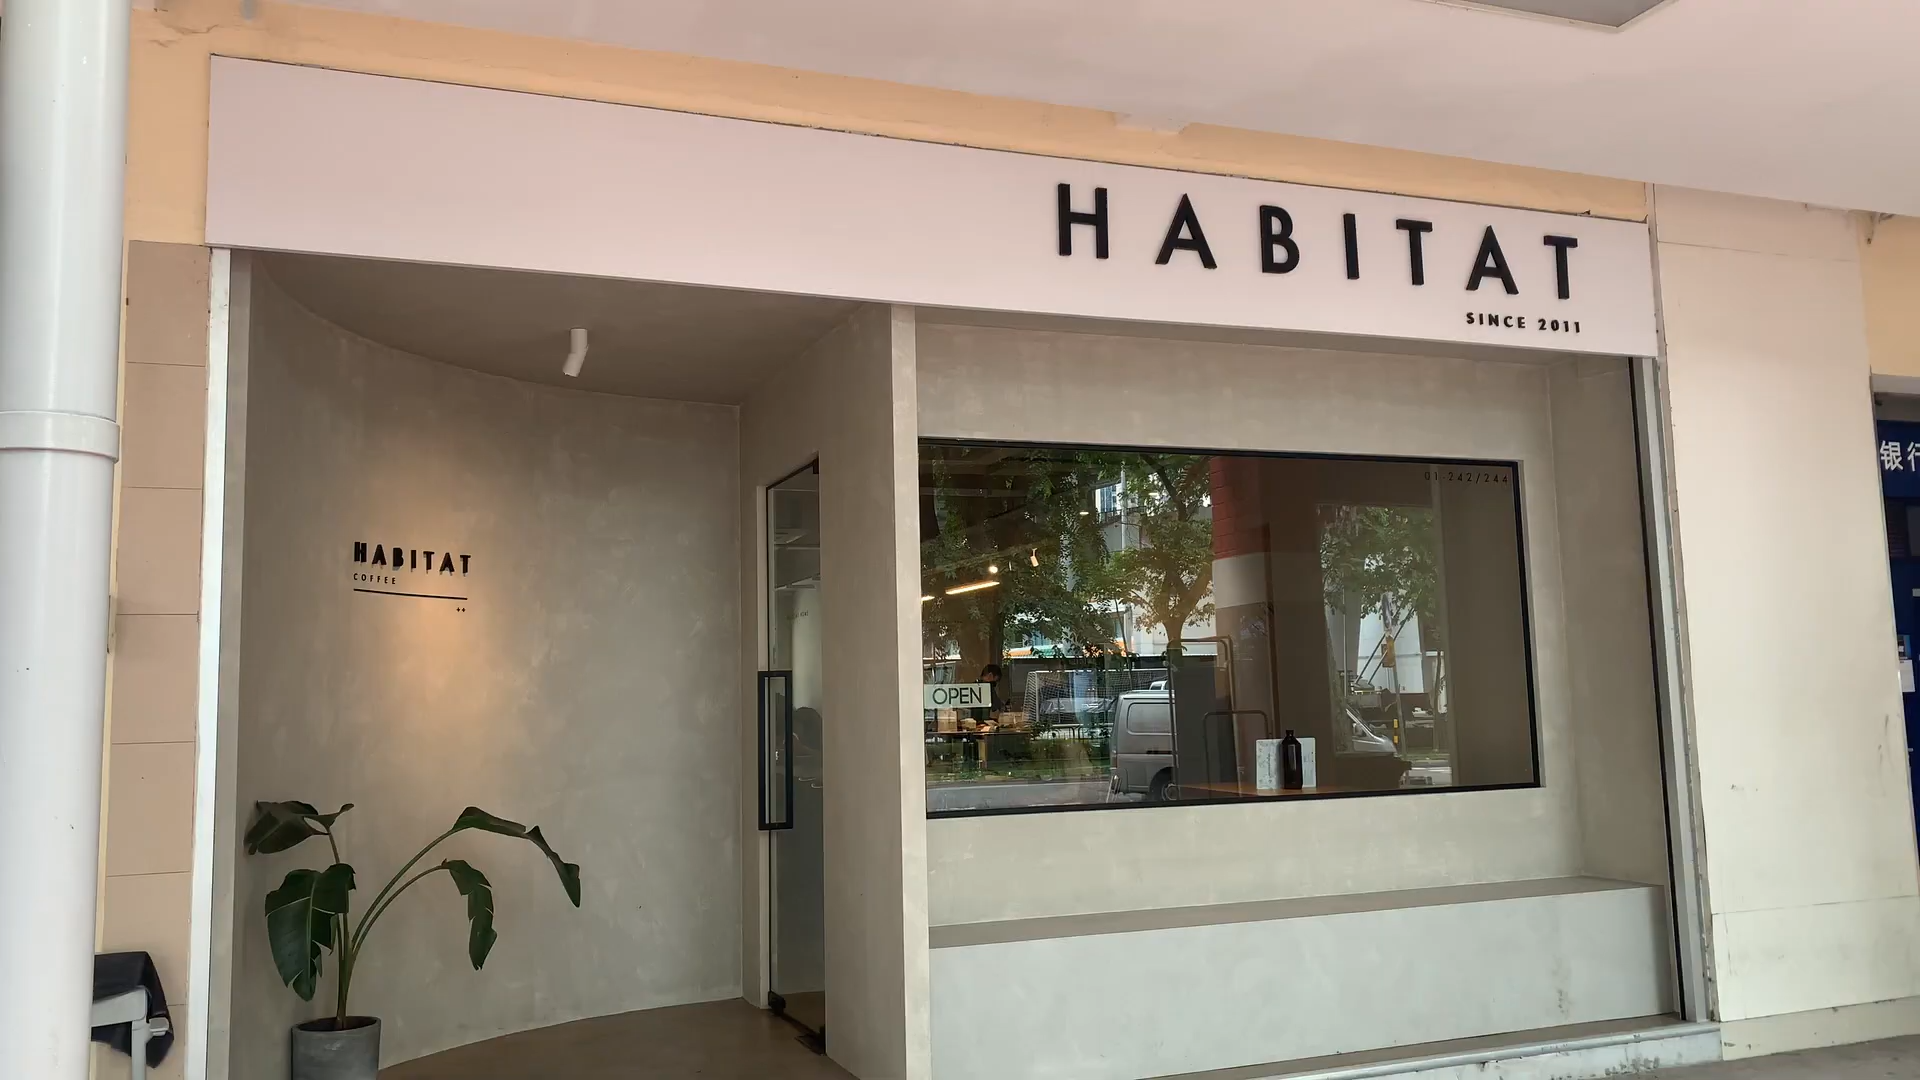 HABITAT
SINCE 2011
01-242/244
HABITAT
COFFEE
++
OPEN
银行